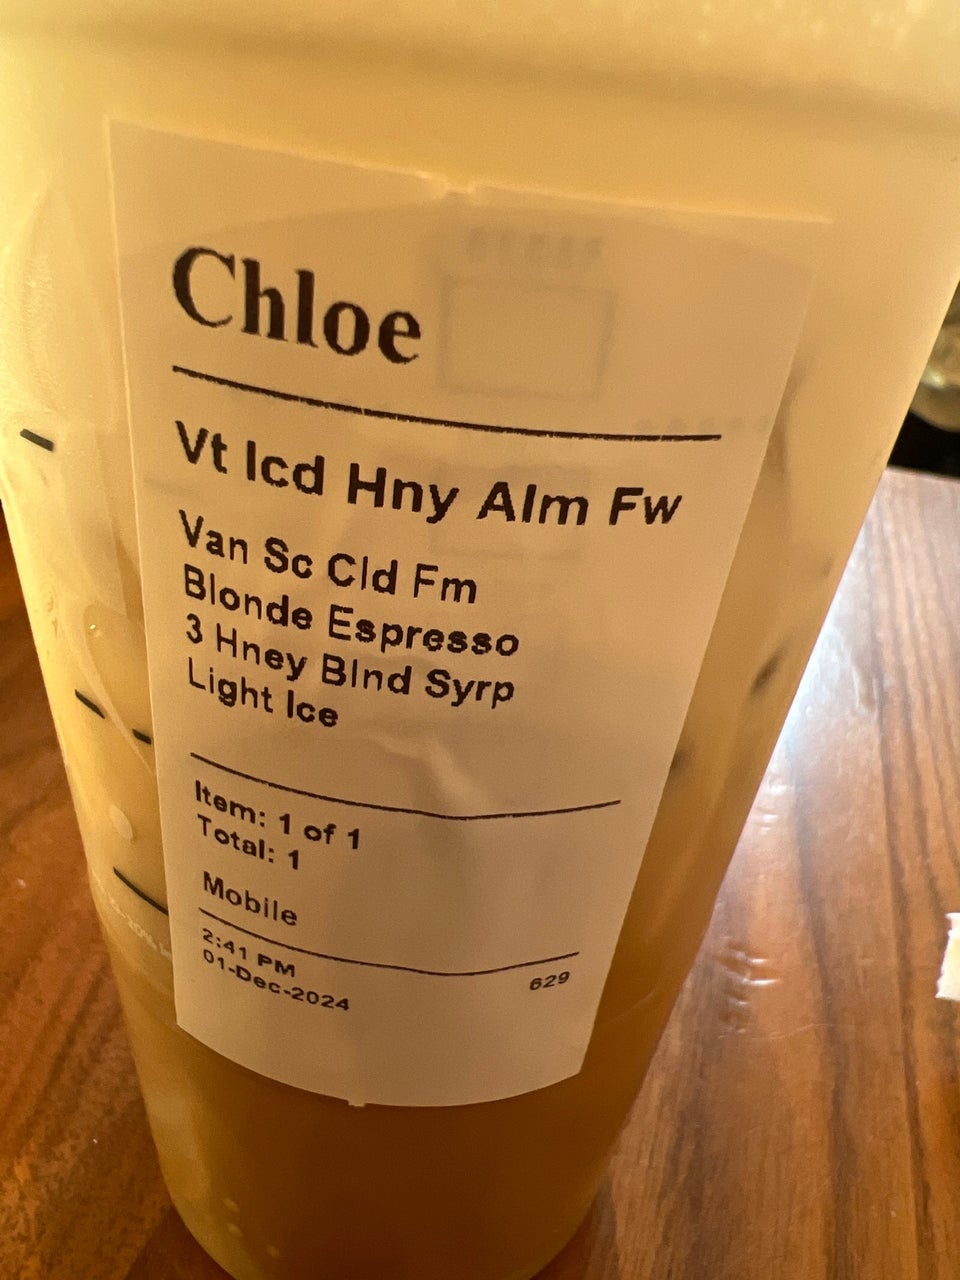 Chloe
Vt Icd Hny Alm Fw
Van Sc Cld Fm
Blonde Espresso
3 Hney Blnd Syrp
Light Ice
Item: 1 of 1
Total: 1
Mobile
2:41 PM
01-Dec-2024
629